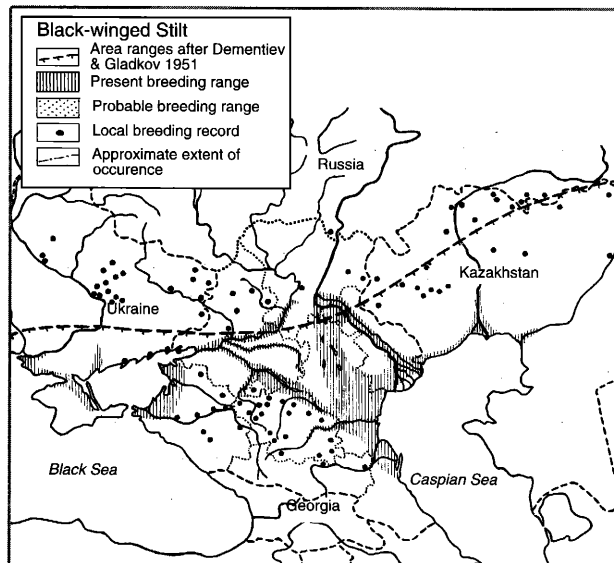 Black-winged Stilt
Area ranges after Dementiev
& Gladkov 1951
Present breeding range
Probable breeding range
Local breeding record
Approximate extent of
occurence
Russia
Kazakhstan
Ukraine
Black Sea
Caspian Sea
Georgia